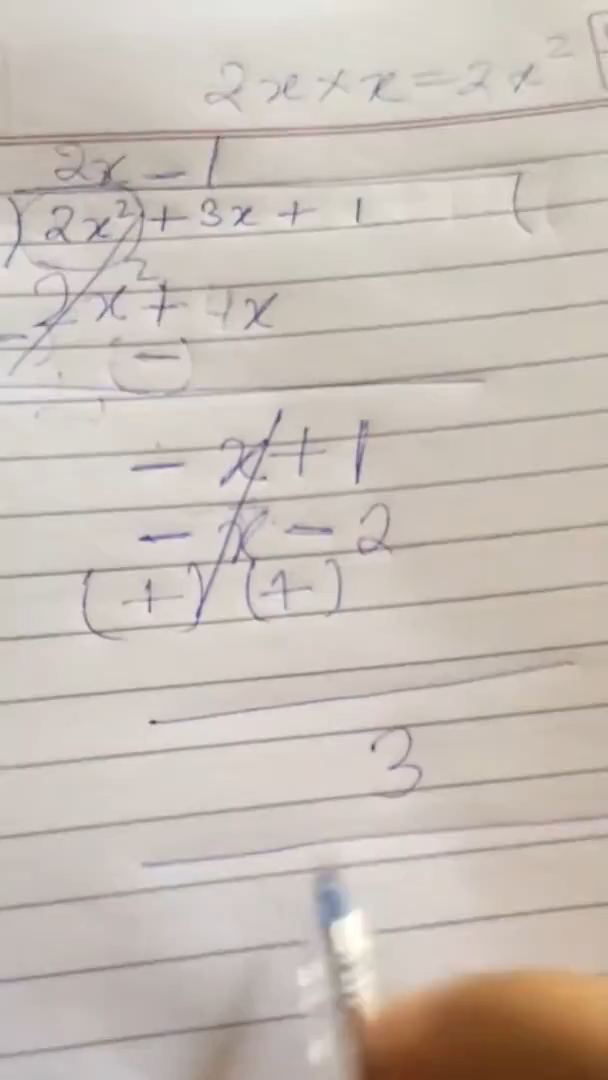 2x × x = 2x²
2x - 1
) 2x² + 3x + 1 (
- 2x² + 4x
(-)
- x + 1
- x - 2
(+) (+)
3